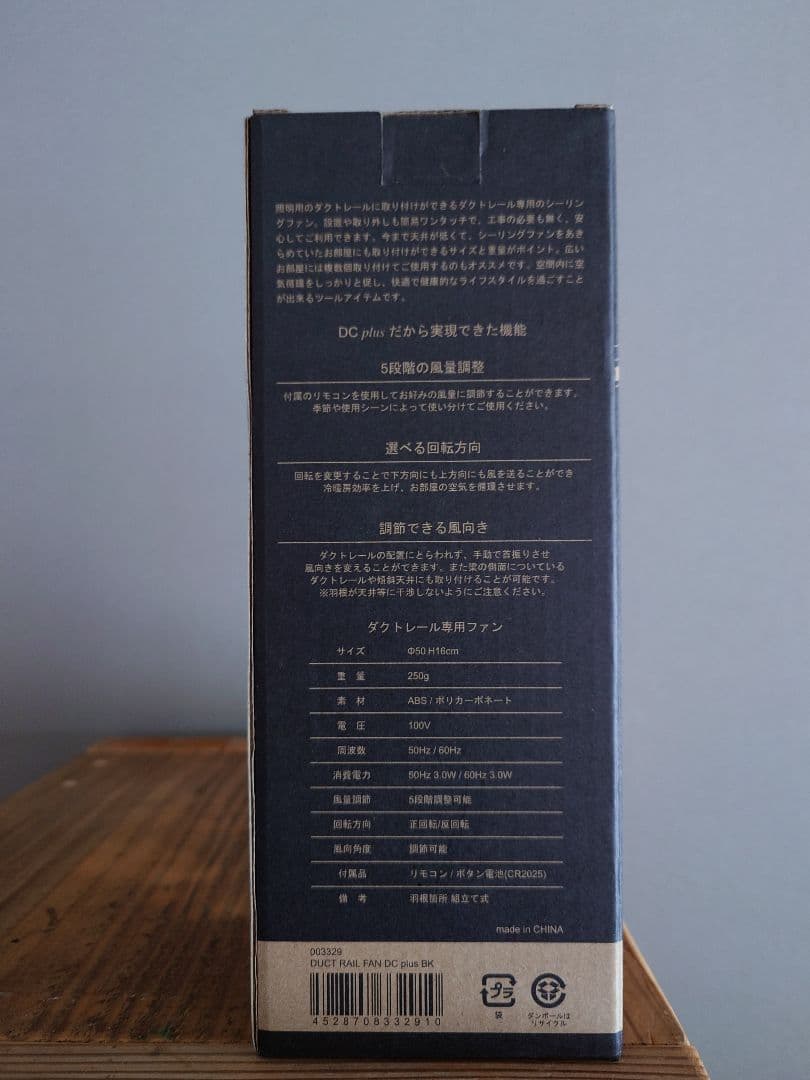 照明用のダクトレールに取り付けができるダクトレール専用のシーリン
グファン。設置や取り外しも簡易ワンタッチで、工事の必要も無く、安
心してご利用できます。今まで天井が低くて、シーリングファンをあき
らめていたお部屋にも取り付けができるサイズと重量がポイント。広い
お部屋には複数個取り付けてご使用するのもオススメです。空間内に空
気循環をしっかりと促し、快適で健康的なライフスタイルを過ごすこと
が出来るツールアイテムです。
DC plus だから実現できた機能
5段階の風量調整
付属のリモコンを使用してお好みの風量に調節することができます。
季節や使用シーンによって使い分けてご使用ください。
選べる回転方向
回転を変更することで下方向にも上方向にも風を送ることができ
冷暖房効率を上げ、お部屋の空気を循環させます。
調節できる風向き
ダクトレールの配置にとらわれず、手動で首振りさせ
風向きを変えることができます。また梁の側面についている
ダクトレールや傾斜天井にも取り付けることが可能です。
※羽根が天井等に干渉しないようにご注意ください。
ダクトレール専用ファン
サイズ Φ50 H16cm
重 量 250g
素 材 ABS / ポリカーボネート
電 圧 100V
周波数 50Hz / 60Hz
消費電力 50Hz 3.0W / 60Hz 3.0W
風量調節 5段階調整可能
回転方向 正回転/反回転
風向角度 調節可能
付属品 リモコン / ボタン電池(CR2025)
備 考 羽根箇所 組立て式
made in CHINA
003329
DUCT RAIL FAN DC plus BK
4528708332910
プラ
袋
ダンボールは
リサイクル